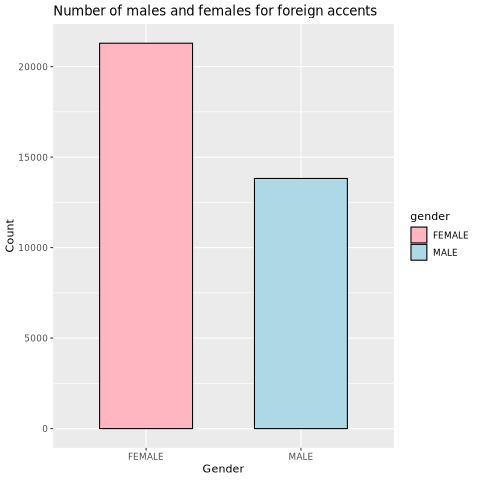 Number of males and females for foreign accents
20000
15000
10000
5000
0
Count
FEMALE
MALE
Gender
gender
FEMALE
MALE